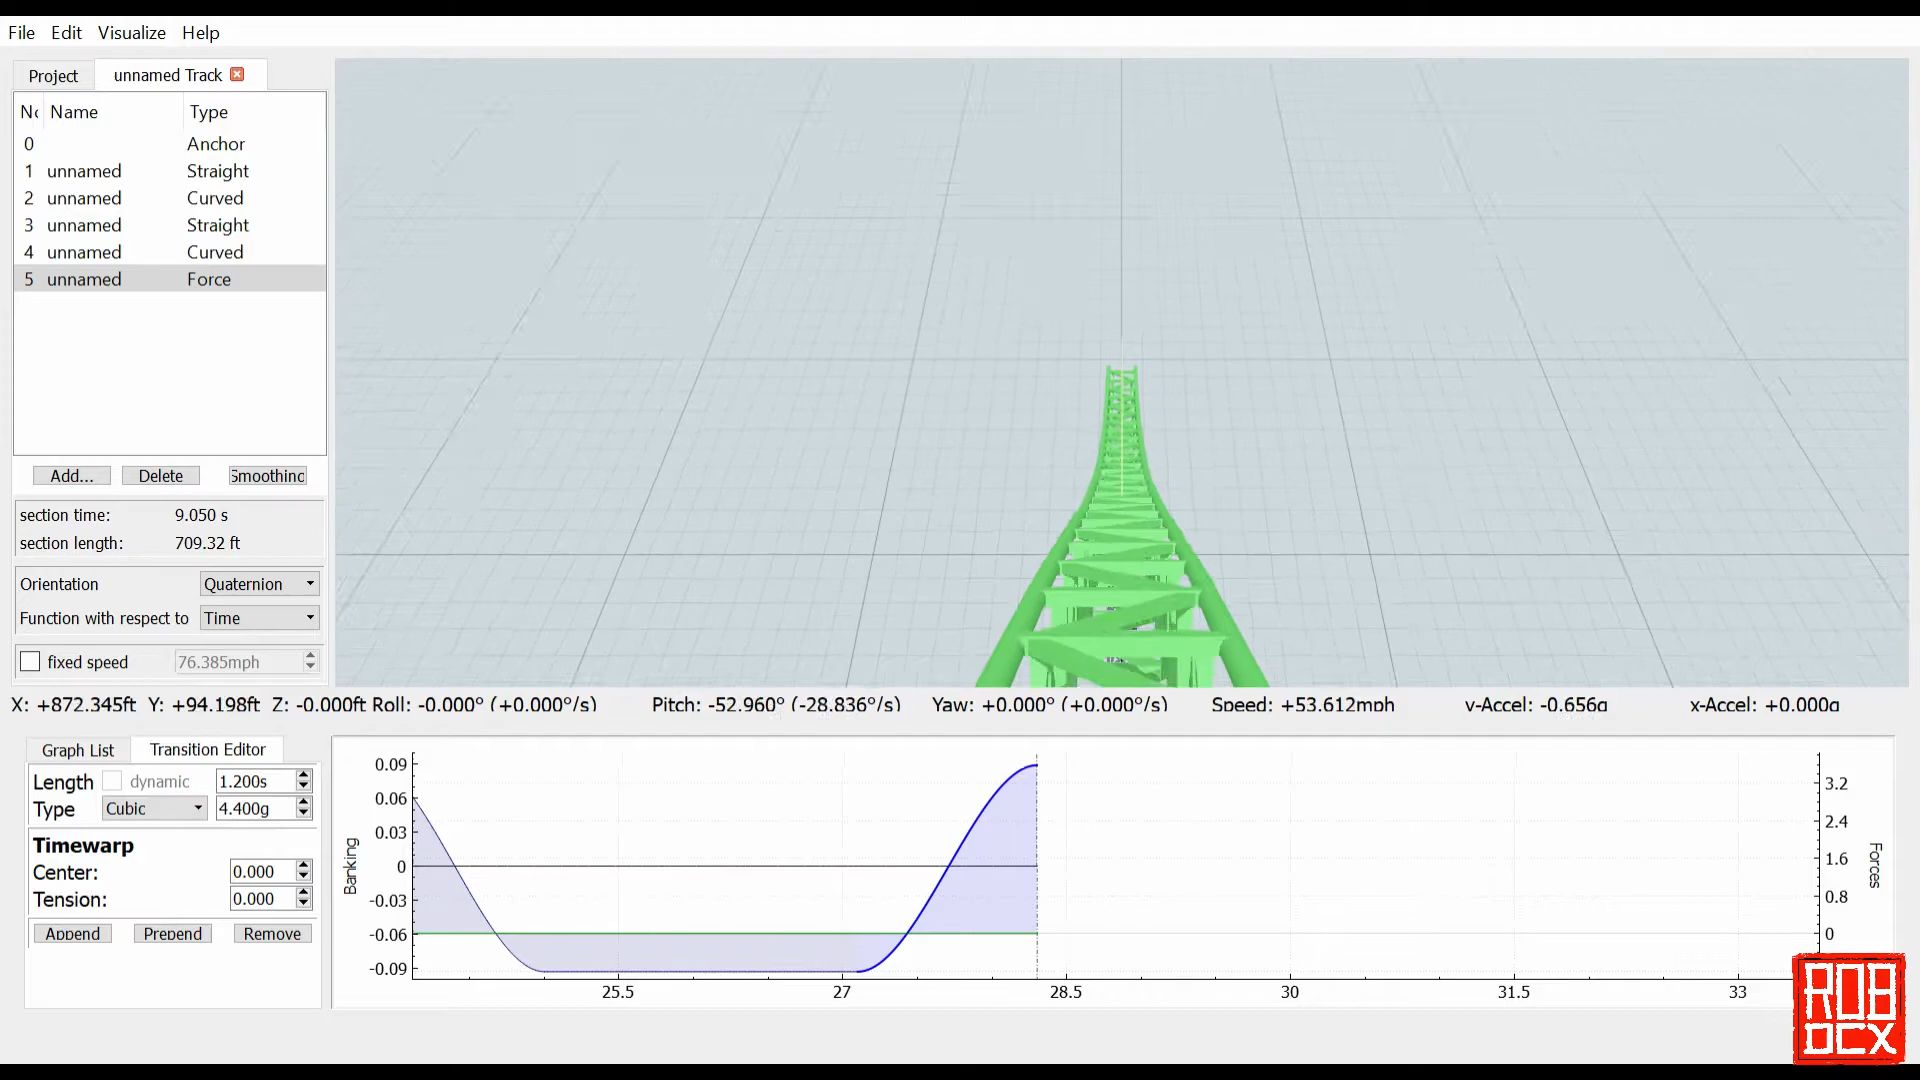 File Edit Visualize Help
Project unnamed Track
Name Type
0 Anchor
1 unnamed Straight
2 unnamed Curved
3 unnamed Straight
4 unnamed Curved
5 unnamed Force
Add... Delete Smoothing
section time: 9.050 s
section length: 709.32 ft
Orientation Quaternion
Function with respect to Time
fixed speed 76.385mph
X: +872.345ft Y: +94.198ft Z: -0.000ft Roll: -0.000° (+0.000°/s) Pitch: -52.960° (-28.836°/s) Yaw: +0.000° (+0.000°/s) Speed: +53.612mph v-Accel: -0.656g x-Accel: +0.000g
Graph List Transition Editor
Length dynamic 1.200s
Type Cubic 4.400g
Timewarp
Center: 0.000
Tension: 0.000
Append Prepend Remove
Banking
0.09
0.06
0.03
0
-0.03
-0.06
-0.09
25.5 27 28.5 30 31.5 33
3.2
2.4
1.6
0.8
0
Forces
ROB
DCX